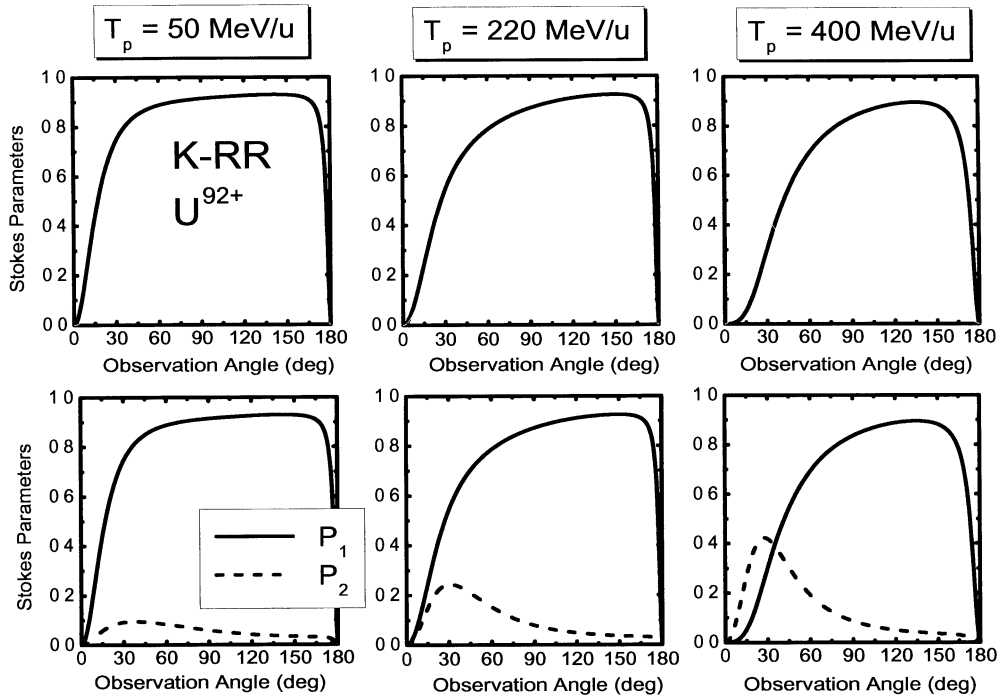 T_p = 50 MeV/u
T_p = 220 MeV/u
T_p = 400 MeV/u
Stokes Parameters
1 0
0 8
0 6
0 4
0 2
0 0
K-RR
U^92+
0 30 60 90 120 150 180
Observation Angle (deg)
1 0
0 8
0 6
0 4
0 2
0 0
0 30 60 90 120 150 180
Observation Angle (deg)
1 0
0 8
0 6
0 4
0 2
0 0
0 30 60 90 120 150 180
Observation Angle (deg)
Stokes Parameters
1 0
0 8
0 6
0 4
0 2
0 0
P_1
P_2
0 30 60 90 120 150 180
Observation Angle (deg)
1 0
0 8
0 6
0 4
0 2
0 0
0 30 60 90 120 150 180
Observation Angle (deg)
1 0
0 8
0 6
0 4
0 2
0 0
0 30 60 90 120 150 180
Observation Angle (deg)